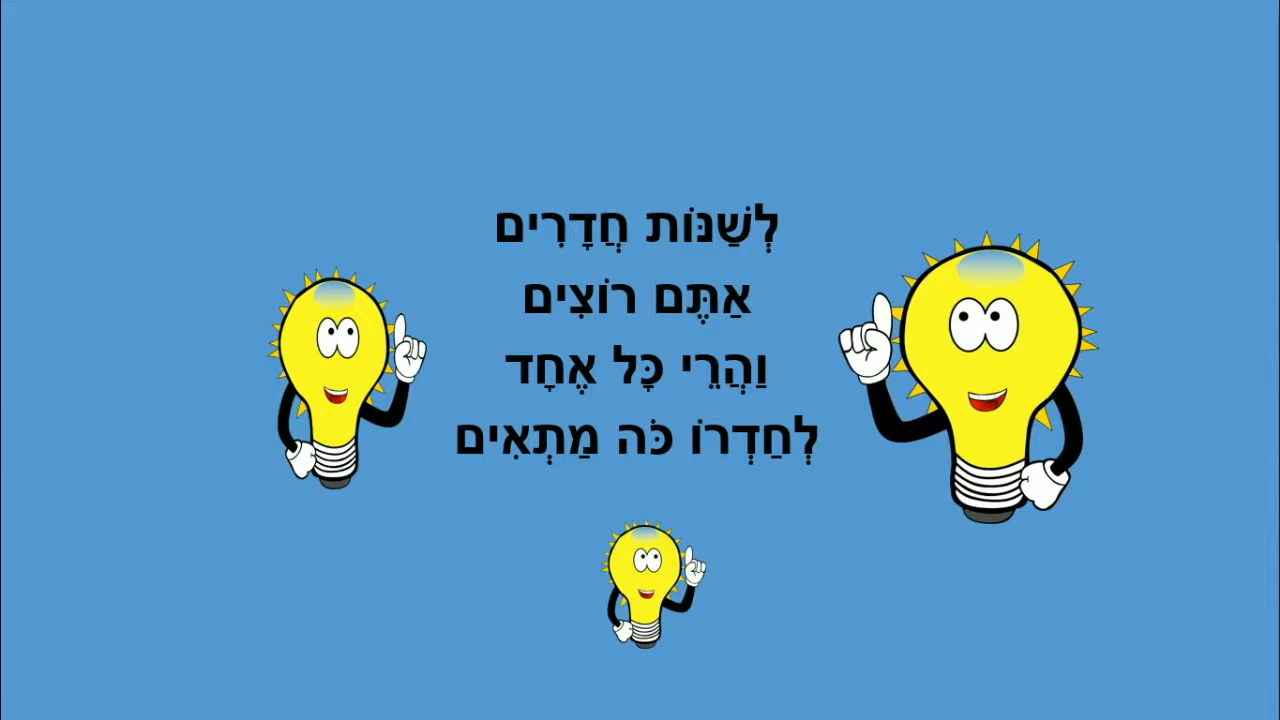 לְשַׁנּוֹת חֲדָרִים
אַתֶּם רוֹצִים
וַהֲרֵי כָּל אֶחָד
לְחַדְרוֹ כֹּה מַתְאִים